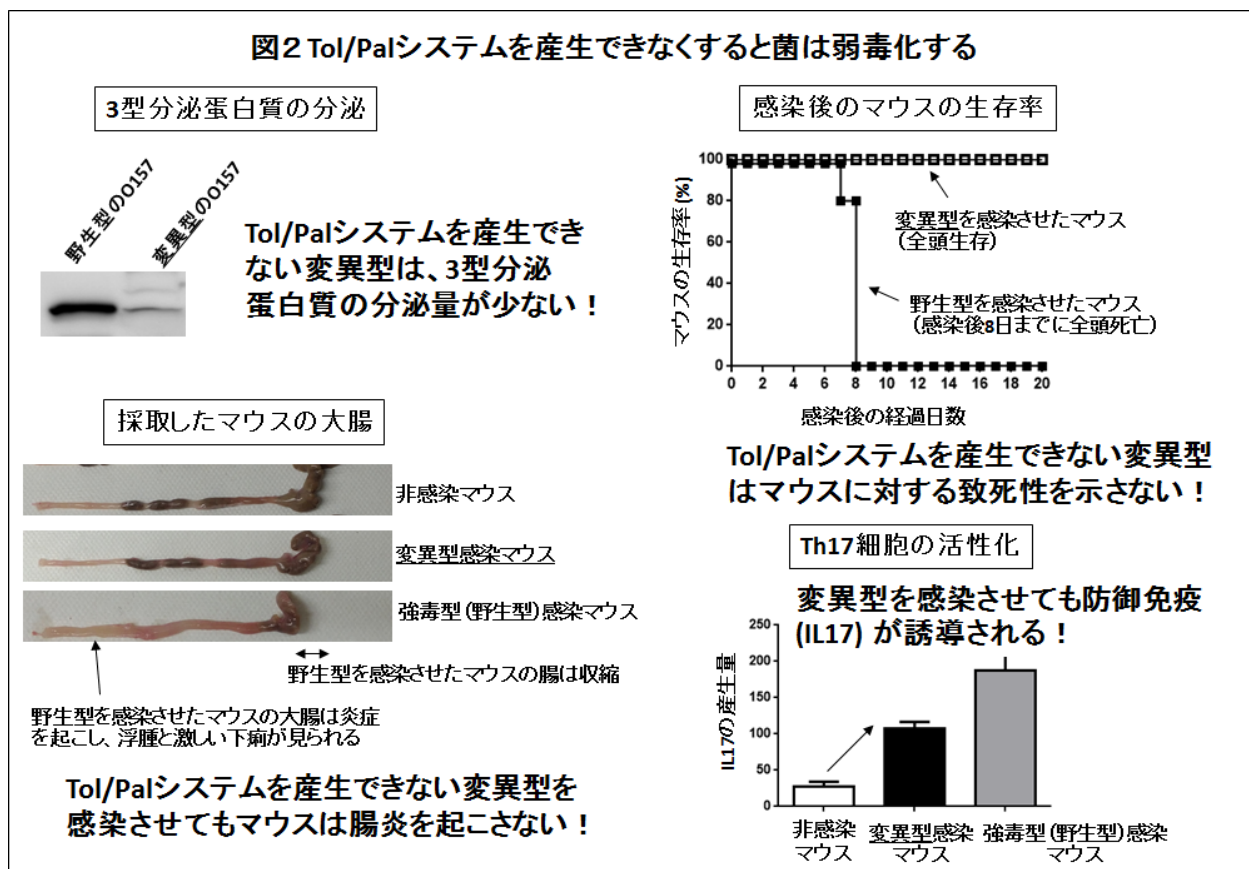 図2 Tol/Palシステムを産生できなくすると菌は弱毒化する
3型分泌蛋白質の分泌
野生型のO157
変異型のO157
Tol/Palシステムを産生でき
ない変異型は、3型分泌
蛋白質の分泌量が少ない！
採取したマウスの大腸
非感染マウス
変異型感染マウス
強毒型(野生型)感染マウス
野生型を感染させたマウスの腸は収縮
野生型を感染させたマウスの大腸は炎症
を起こし、浮腫と激しい下痢が見られる
Tol/Palシステムを産生できない変異型を
感染させてもマウスは腸炎を起こさない！
感染後のマウスの生存率
マウスの生存率(%)
100
80
60
40
20
0
変異型を感染させたマウス
(全頭生存)
野生型を感染させたマウス
(感染後8日までに全頭死亡)
0 2 4 6 8 10 12 14 16 18 20
感染後の経過日数
Tol/Palシステムを産生できない変異型
はマウスに対する致死性を示さない！
Th17細胞の活性化
変異型を感染させても防御免疫
(IL17) が誘導される！
IL17の産生量
250
200
150
100
50
0
非感染
マウス
変異型感染
マウス
強毒型(野生型)感染
マウス